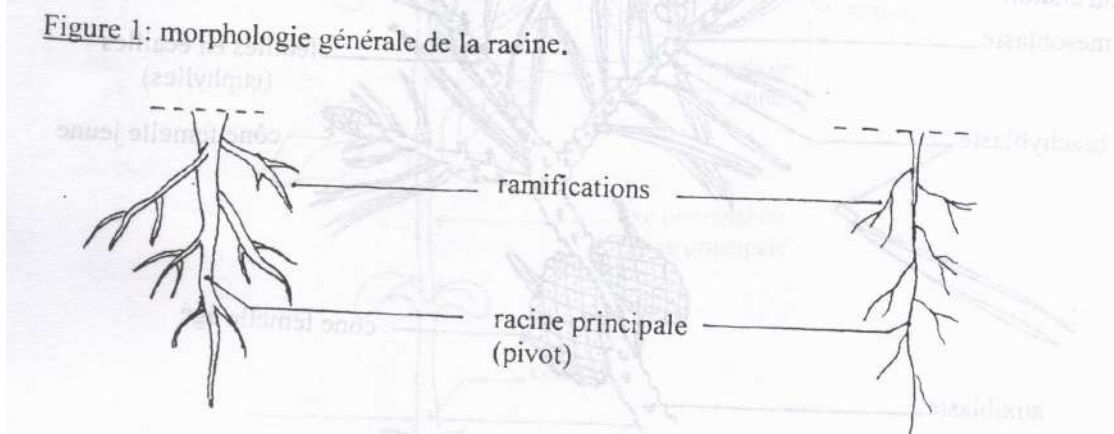 Figure 1: morphologie générale de la racine.
ramifications
racine principale
(pivot)